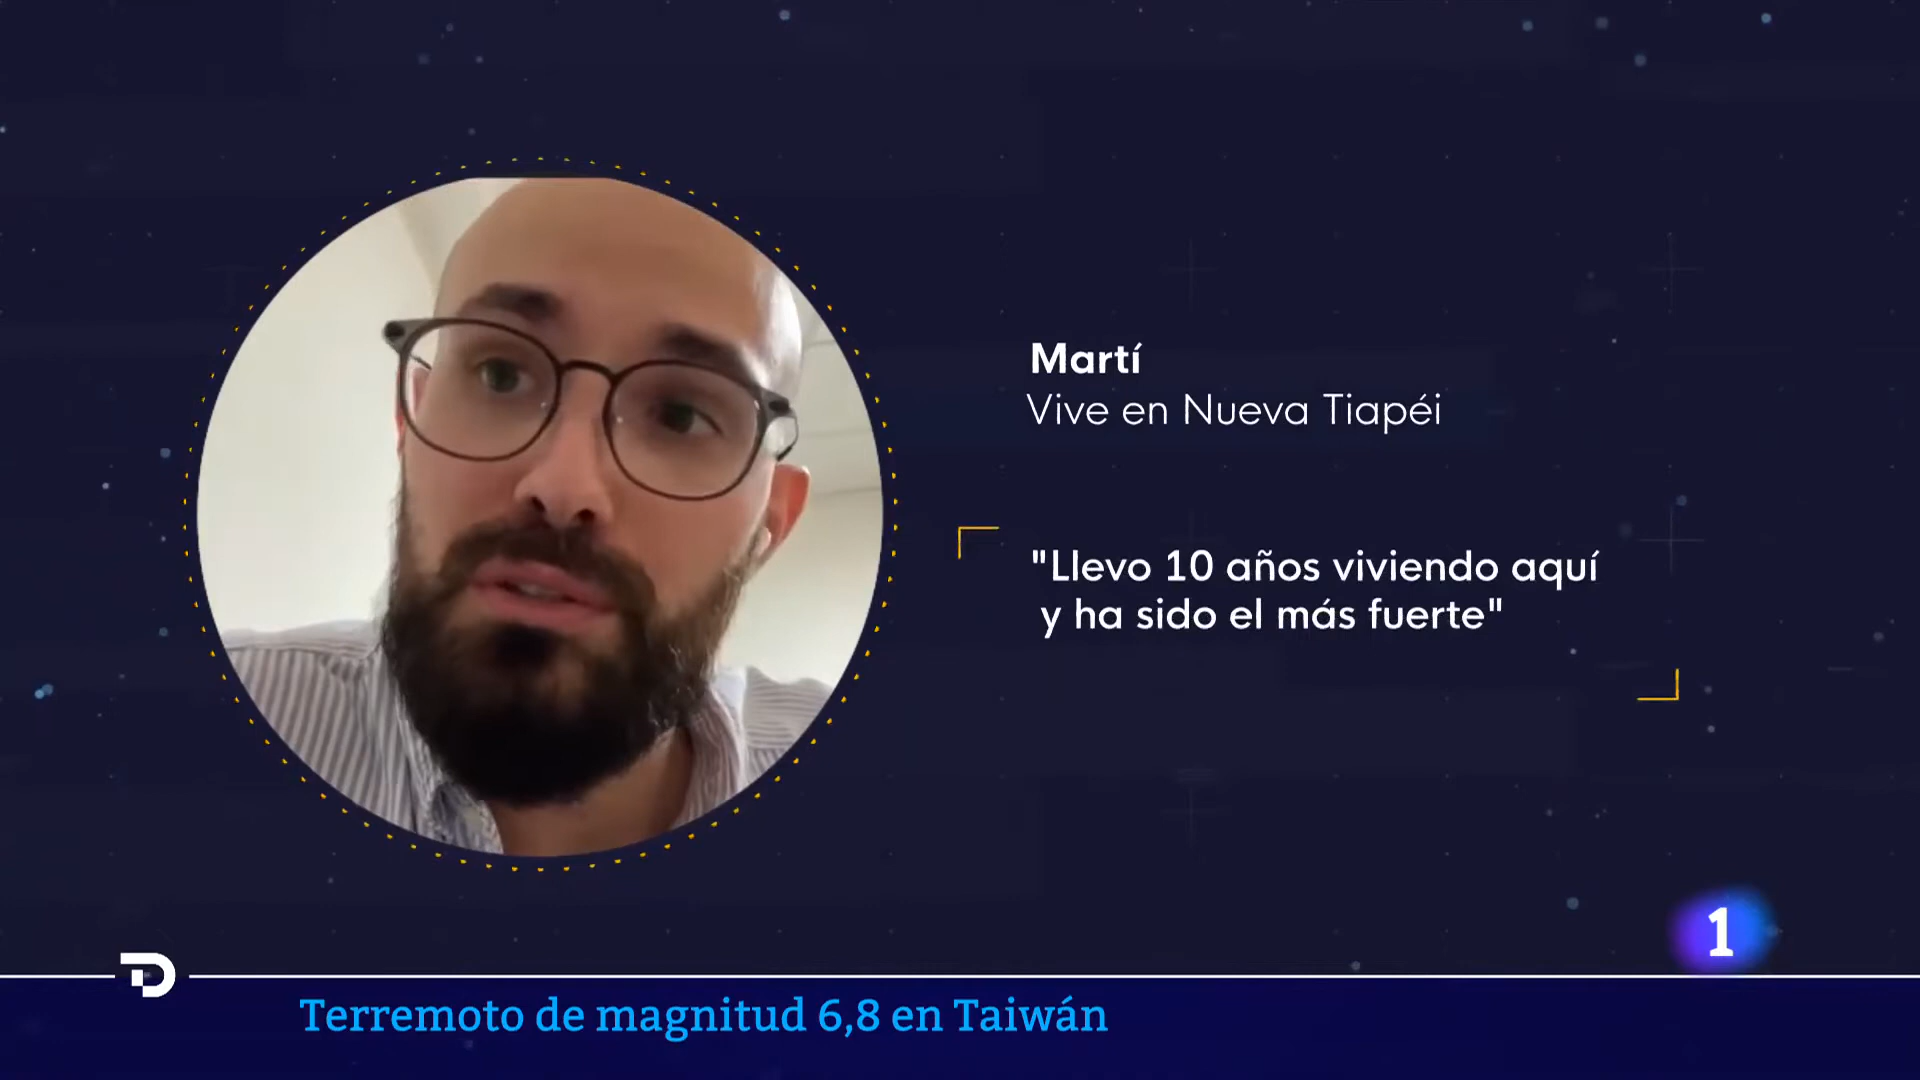 Martí
Vive en Nueva Tiapéi
"Llevo 10 años viviendo aquí
y ha sido el más fuerte"
1
D
Terremoto de magnitud 6,8 en Taiwán